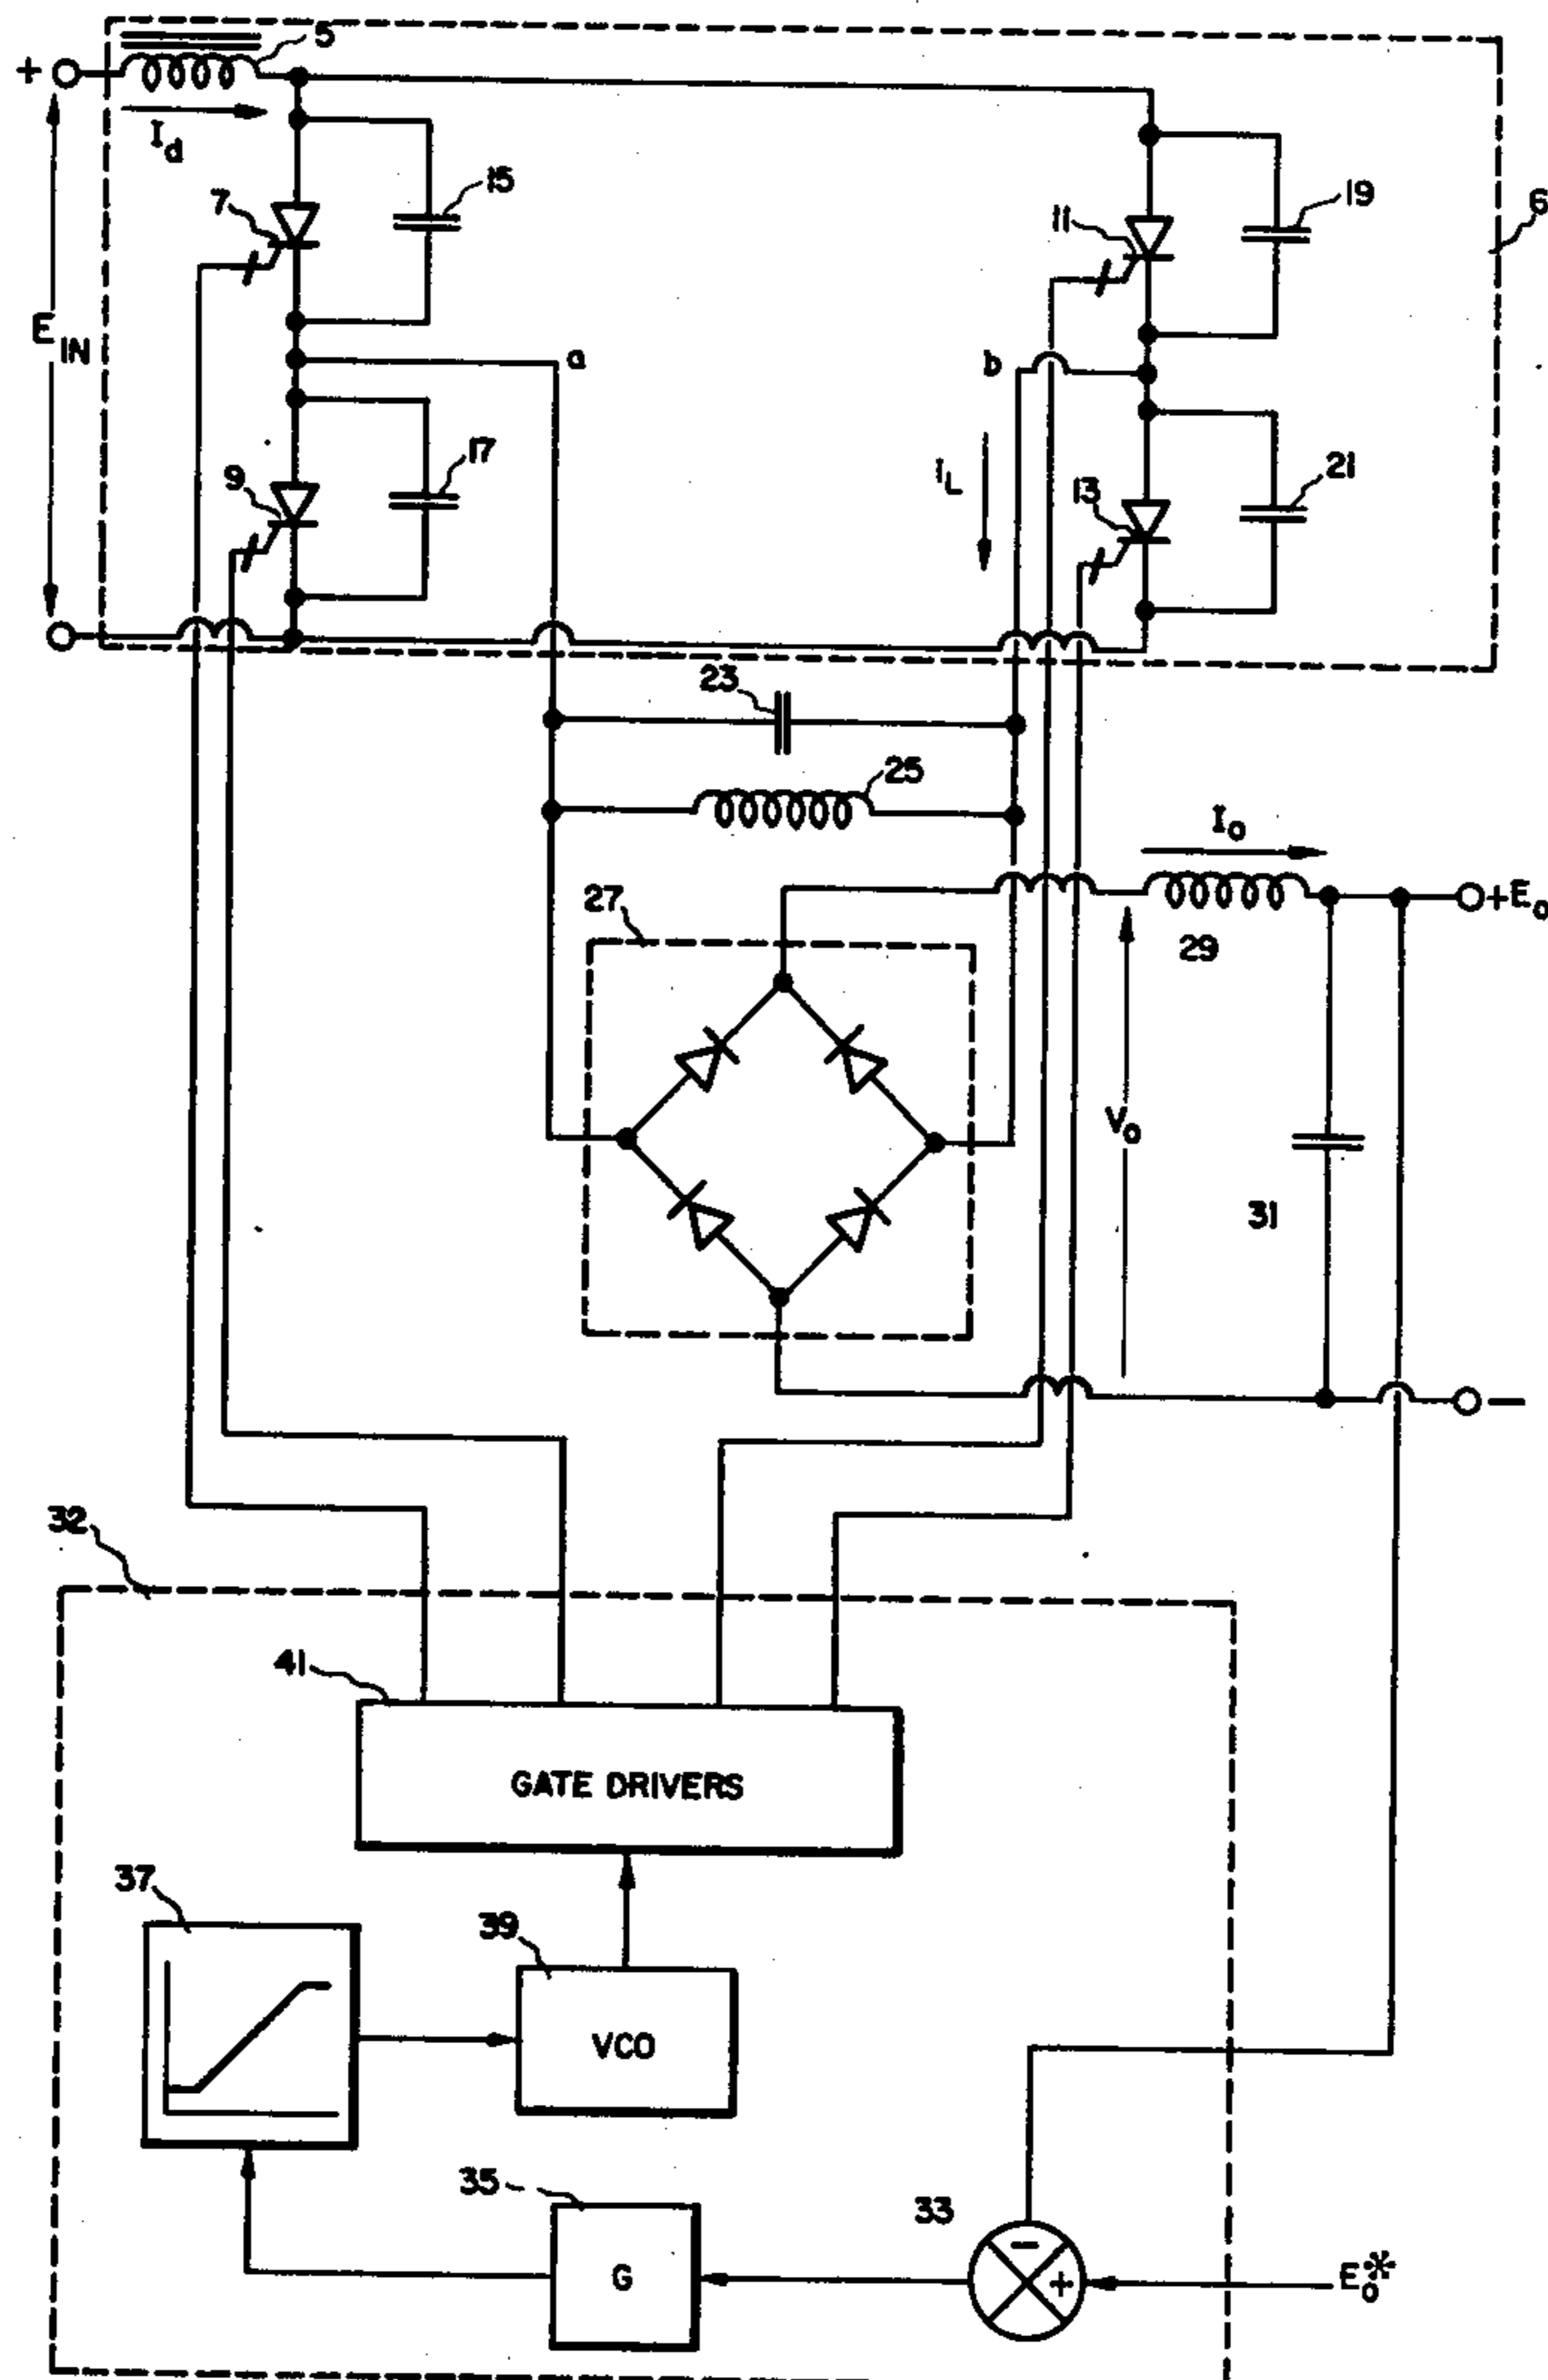 5
+
I_d
7
15
11
19
6
E_IN
a
b
9
17
I_L
13
21
23
25
I_o
27
+E_o
29
V_o
31
−
32
41
GATE DRIVERS
37
39
VCO
35
33
G
−
+
E_o*